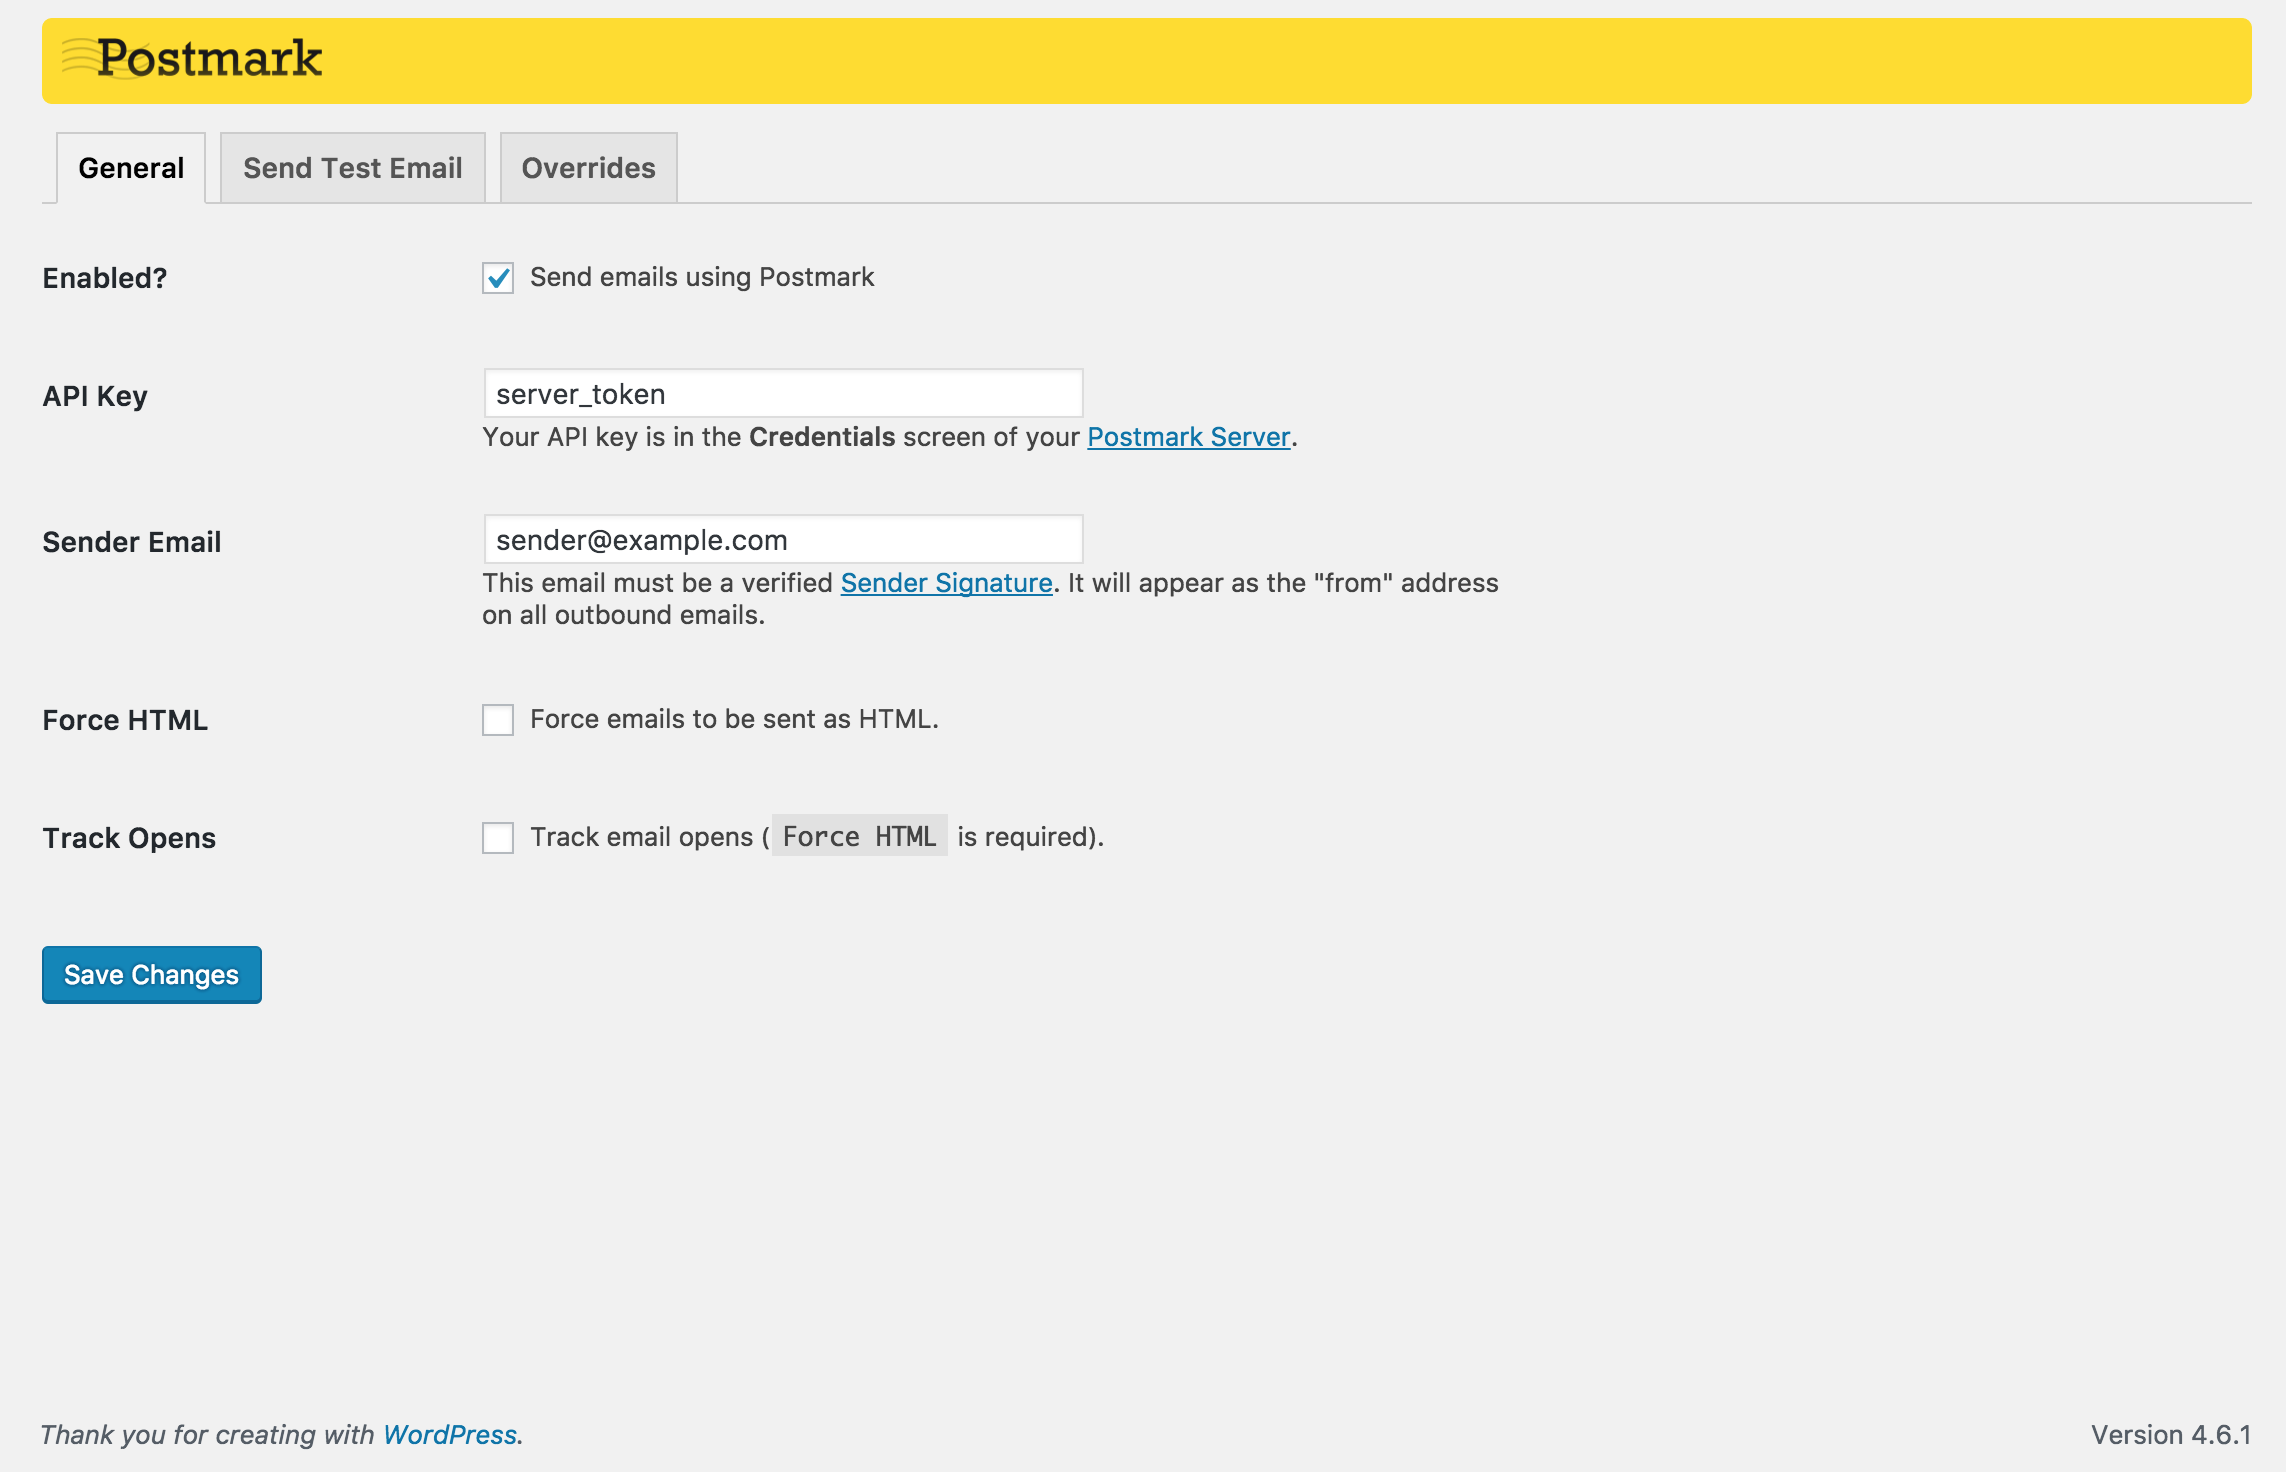 Postmark
General
Send Test Email
Overrides
Enabled?
Send emails using Postmark
API Key
server_token
Your API key is in the Credentials screen of your Postmark Server.
Sender Email
sender@example.com
This email must be a verified Sender Signature. It will appear as the "from" address
on all outbound emails.
Force HTML
Force emails to be sent as HTML.
Track Opens
Track email opens ( Force HTML is required).
Save Changes
Thank you for creating with WordPress.
Version 4.6.1